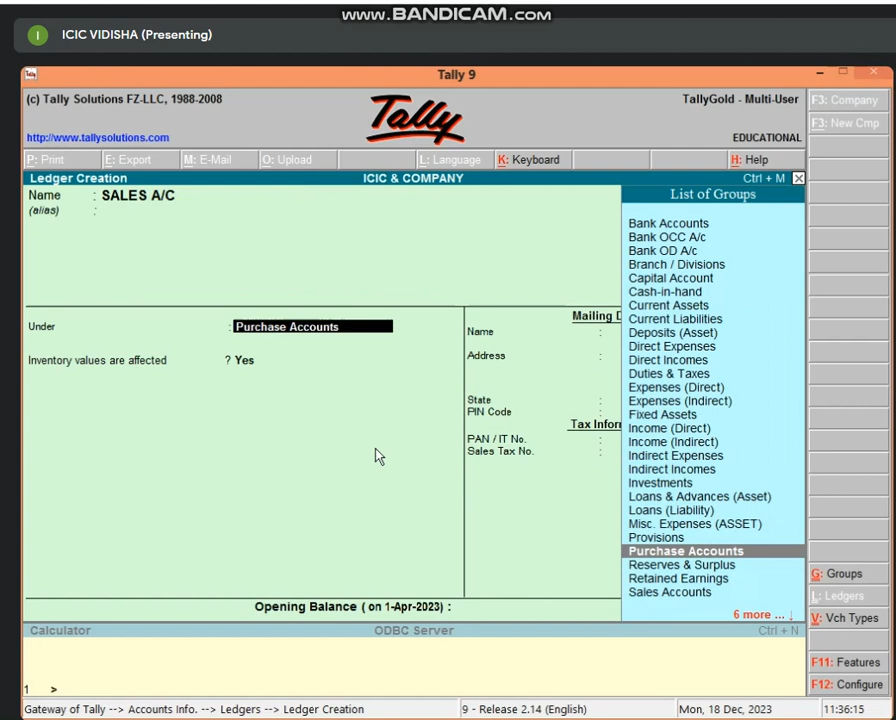 www.BANDICAM.com
I ICIC VIDISHA (Presenting)
Tally Tally 9
(c) Tally Solutions FZ-LLC, 1988-2008
Tally
TallyGold - Multi-User
http://www.tallysolutions.com
EDUCATIONAL
F3: Company
F3: New Cmp
P: Print E: Export M: E-Mail O: Upload L: Language K: Keyboard H: Help
Ledger Creation ICIC & COMPANY Ctrl + M
Name : SALES A/C
(alias) :
Under : Purchase Accounts
Inventory values are affected ? Yes
Mailing D
Name :
Address :
State :
PIN Code :
Tax Infor
PAN / IT No. :
Sales Tax No. :
Opening Balance ( on 1-Apr-2023) :
List of Groups
Bank Accounts
Bank OCC A/c
Bank OD A/c
Branch / Divisions
Capital Account
Cash-in-hand
Current Assets
Current Liabilities
Deposits (Asset)
Direct Expenses
Direct Incomes
Duties & Taxes
Expenses (Direct)
Expenses (Indirect)
Fixed Assets
Income (Direct)
Income (Indirect)
Indirect Expenses
Indirect Incomes
Investments
Loans & Advances (Asset)
Loans (Liability)
Misc. Expenses (ASSET)
Provisions
Purchase Accounts
Reserves & Surplus
Retained Earnings
Sales Accounts
6 more ... ↓
G: Groups
L: Ledgers
V: Vch Types
F11: Features
F12: Configure
Calculator ODBC Server Ctrl + N
1 >
Gateway of Tally --> Accounts Info. --> Ledgers --> Ledger Creation 9 - Release 2.14 (English) Mon, 18 Dec, 2023 11:36:15